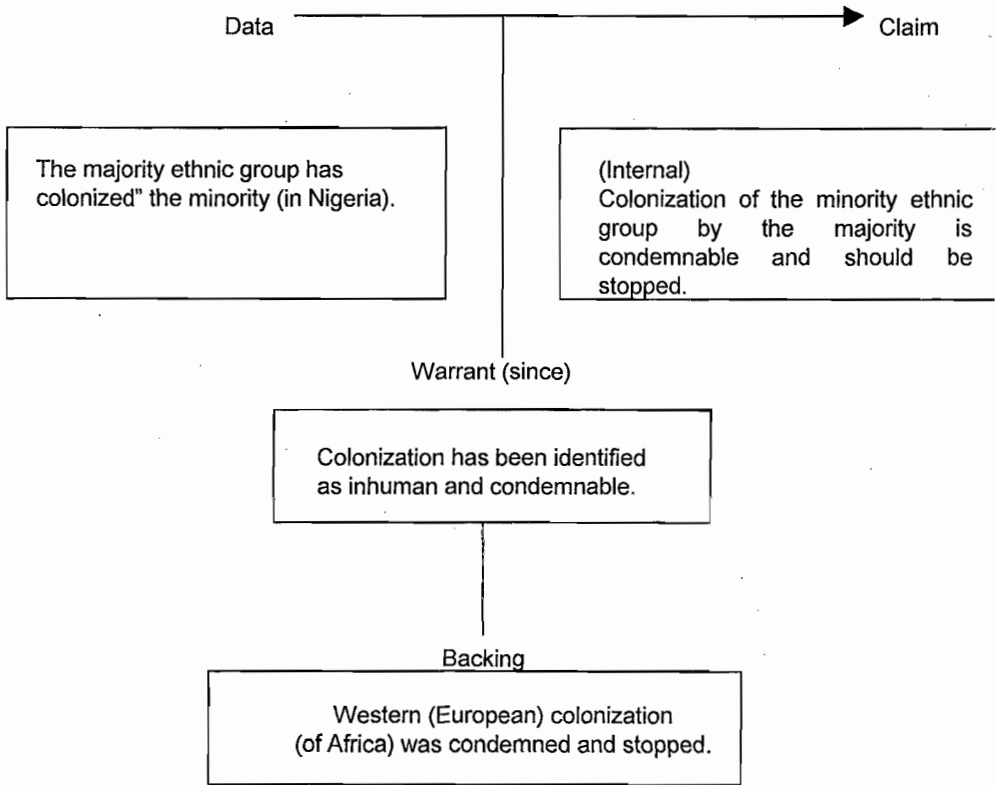 Data
Claim
The majority ethnic group has
colonized" the minority (in Nigeria).
(Internal)
Colonization of the minority ethnic
group by the majority is
condemnable and should be
stopped.
Warrant (since)
Colonization has been identified
as inhuman and condemnable.
Backing
Western (European) colonization
(of Africa) was condemned and stopped.